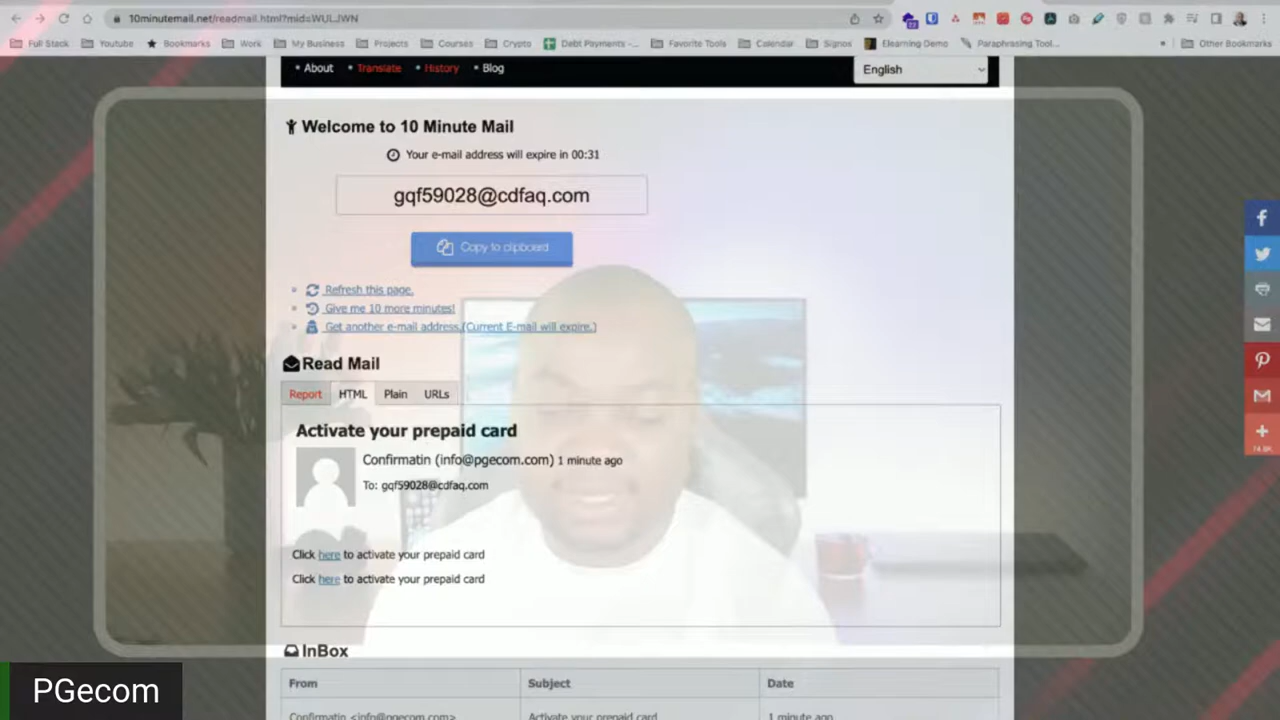 10minutemail.net/readmail.html?mid=WULJWN
Full Stack Youtube Bookmarks Work My Business Projects Courses Crypto Debt Payments -... Favorite Tools Calendar Signos Elearning Demo Paraphrasing Tool... » Other Bookmarks
• About • Translate • History • Blog
English
Welcome to 10 Minute Mail
Your e-mail address will expire in 00:31
gqf59028@cdfaq.com
Copy to clipboard
Refresh this page.
Give me 10 more minutes!
Get another e-mail address.(Current E-mail will expire.)
Read Mail
Report HTML Plain URLs
Activate your prepaid card
Confirmatin (info@pgecom.com) 1 minute ago
To: gqf59028@cdfaq.com
Click here to activate your prepaid card
Click here to activate your prepaid card
InBox
From Subject Date
Confirmatin <info@pgecom.com> Activate your prepaid card 1 minute ago
PGecom